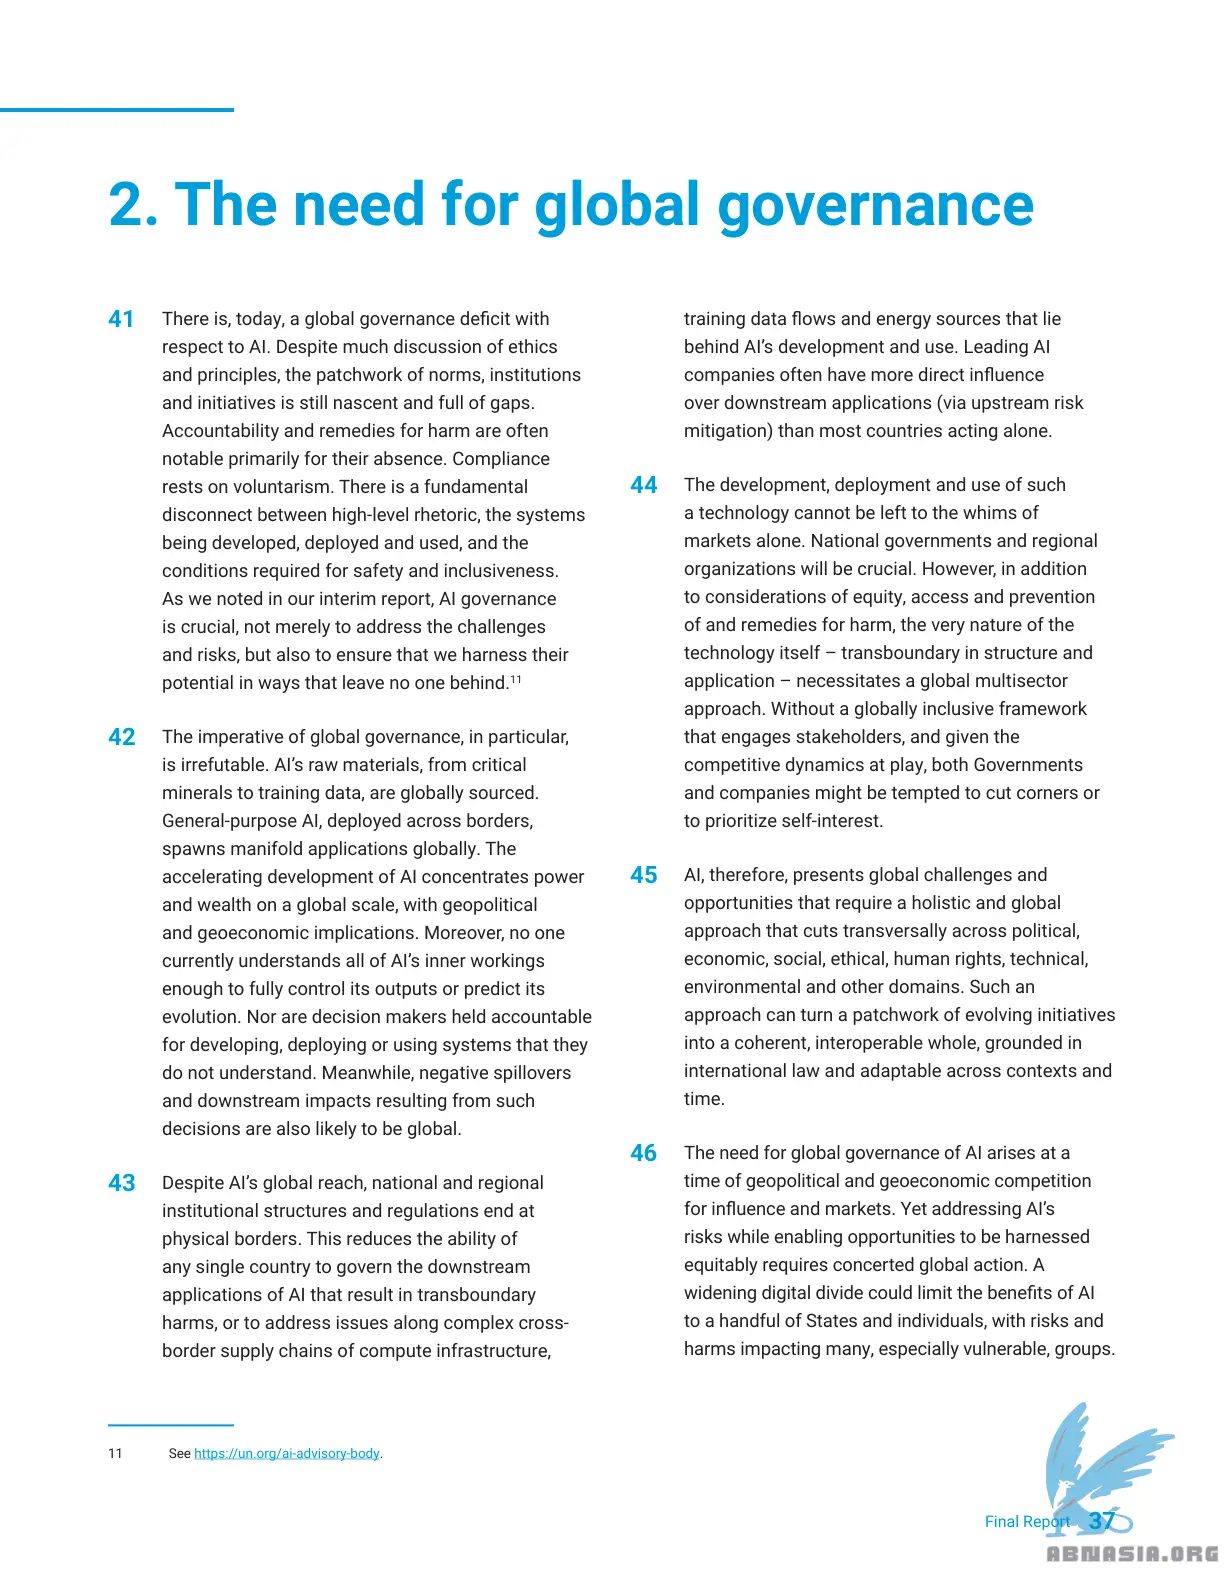 2. The need for global governance
41 There is, today, a global governance deficit with
respect to AI. Despite much discussion of ethics
and principles, the patchwork of norms, institutions
and initiatives is still nascent and full of gaps.
Accountability and remedies for harm are often
notable primarily for their absence. Compliance
rests on voluntarism. There is a fundamental
disconnect between high-level rhetoric, the systems
being developed, deployed and used, and the
conditions required for safety and inclusiveness.
As we noted in our interim report, AI governance
is crucial, not merely to address the challenges
and risks, but also to ensure that we harness their
potential in ways that leave no one behind.11
42 The imperative of global governance, in particular,
is irrefutable. AI’s raw materials, from critical
minerals to training data, are globally sourced.
General-purpose AI, deployed across borders,
spawns manifold applications globally. The
accelerating development of AI concentrates power
and wealth on a global scale, with geopolitical
and geoeconomic implications. Moreover, no one
currently understands all of AI’s inner workings
enough to fully control its outputs or predict its
evolution. Nor are decision makers held accountable
for developing, deploying or using systems that they
do not understand. Meanwhile, negative spillovers
and downstream impacts resulting from such
decisions are also likely to be global.
43 Despite AI’s global reach, national and regional
institutional structures and regulations end at
physical borders. This reduces the ability of
any single country to govern the downstream
applications of AI that result in transboundary
harms, or to address issues along complex cross-
border supply chains of compute infrastructure,
training data flows and energy sources that lie
behind AI’s development and use. Leading AI
companies often have more direct influence
over downstream applications (via upstream risk
mitigation) than most countries acting alone.
44 The development, deployment and use of such
a technology cannot be left to the whims of
markets alone. National governments and regional
organizations will be crucial. However, in addition
to considerations of equity, access and prevention
of and remedies for harm, the very nature of the
technology itself – transboundary in structure and
application – necessitates a global multisector
approach. Without a globally inclusive framework
that engages stakeholders, and given the
competitive dynamics at play, both Governments
and companies might be tempted to cut corners or
to prioritize self-interest.
45 AI, therefore, presents global challenges and
opportunities that require a holistic and global
approach that cuts transversally across political,
economic, social, ethical, human rights, technical,
environmental and other domains. Such an
approach can turn a patchwork of evolving initiatives
into a coherent, interoperable whole, grounded in
international law and adaptable across contexts and
time.
46 The need for global governance of AI arises at a
time of geopolitical and geoeconomic competition
for influence and markets. Yet addressing AI’s
risks while enabling opportunities to be harnessed
equitably requires concerted global action. A
widening digital divide could limit the benefits of AI
to a handful of States and individuals, with risks and
harms impacting many, especially vulnerable, groups.
11 See https://un.org/ai-advisory-body.
Final Report 37
ABNASIA.ORG